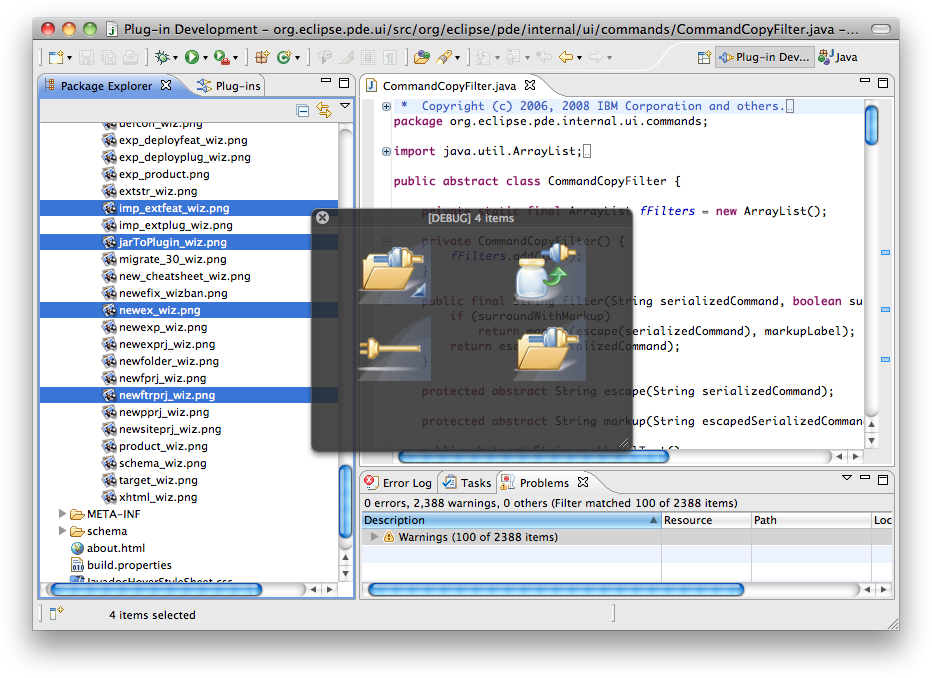 Plug-in Development - org.eclipse.pde.ui/src/org/eclipse/pde/internal/ui/commands/CommandCopyFilter.java -...
Plug-in Dev...
Java
Package Explorer
Plug-ins
defcon_wiz.png
exp_deployfeat_wiz.png
exp_deployplug_wiz.png
exp_product.png
extstr_wiz.png
imp_extfeat_wiz.png
imp_extplug_wiz.png
jarToPlugin_wiz.png
migrate_30_wiz.png
new_cheatsheet_wiz.png
newefix_wizban.png
newex_wiz.png
newexp_wiz.png
newexprj_wiz.png
newfolder_wiz.png
newfprj_wiz.png
newftrprj_wiz.png
newpprj_wiz.png
newsiteprj_wiz.png
product_wiz.png
schema_wiz.png
target_wiz.png
xhtml_wiz.png
META-INF
schema
about.html
build.properties
JavadocHoverStyleSheet.css
CommandCopyFilter.java
* Copyright (c) 2006, 2008 IBM Corporation and others.
package org.eclipse.pde.internal.ui.commands;
import java.util.ArrayList;
public abstract class CommandCopyFilter {
private static final ArrayList fFilters = new ArrayList();
[DEBUG] 4 items
private CommandCopyFilter() {
fFilters.add(
}
public final String filter(String serializedCommand, boolean su
if (surroundWithMarkup)
return markup(escape(serializedCommand), markupLabel);
return escape(serializedCommand);
}
protected abstract String escape(String serializedCommand);
protected abstract String markup(String escapedSerializedComman
Error Log
Tasks
Problems
0 errors, 2,388 warnings, 0 others (Filter matched 100 of 2388 items)
Description
Resource
Path
Loc
Warnings (100 of 2388 items)
4 items selected